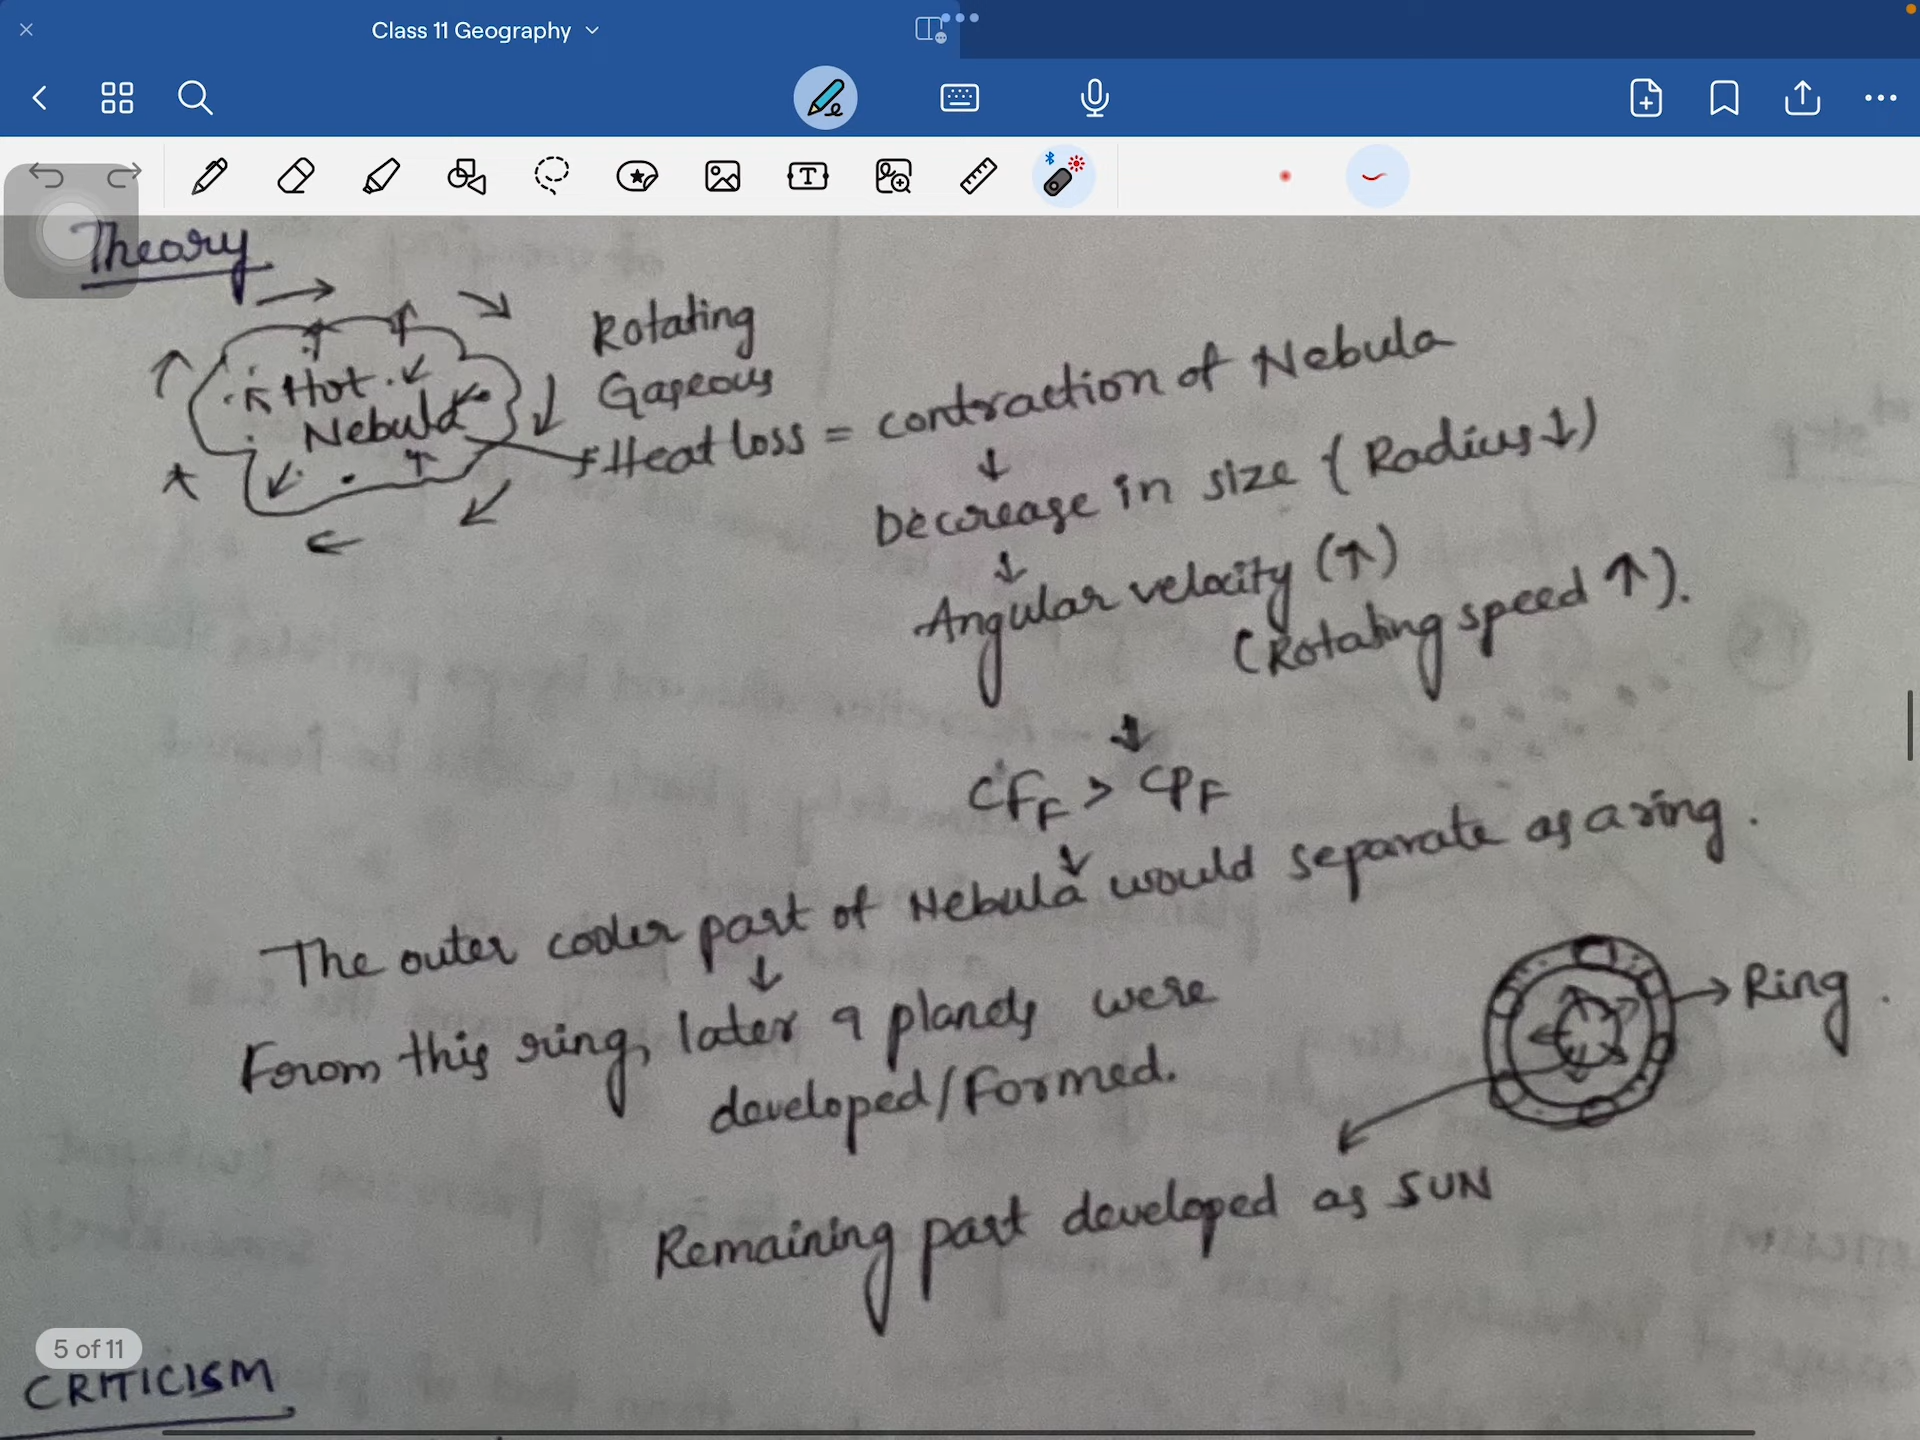 Class 11 Geography
Theory
Hot
Nebula
Rotating
Gaseous
Heat loss = contraction of Nebula
↓
Decrease in size ( Radius ↓)
↓
Angular velocity (↑)
(Rotating speed ↑).
↓
CFF > CPF
↓
The outer cooler part of Nebula would separate as a ring.
↓
From this ring, later 9 planets were
developed/Formed.
Ring.
Remaining part developed as SUN
5 of 11
CRITICISM